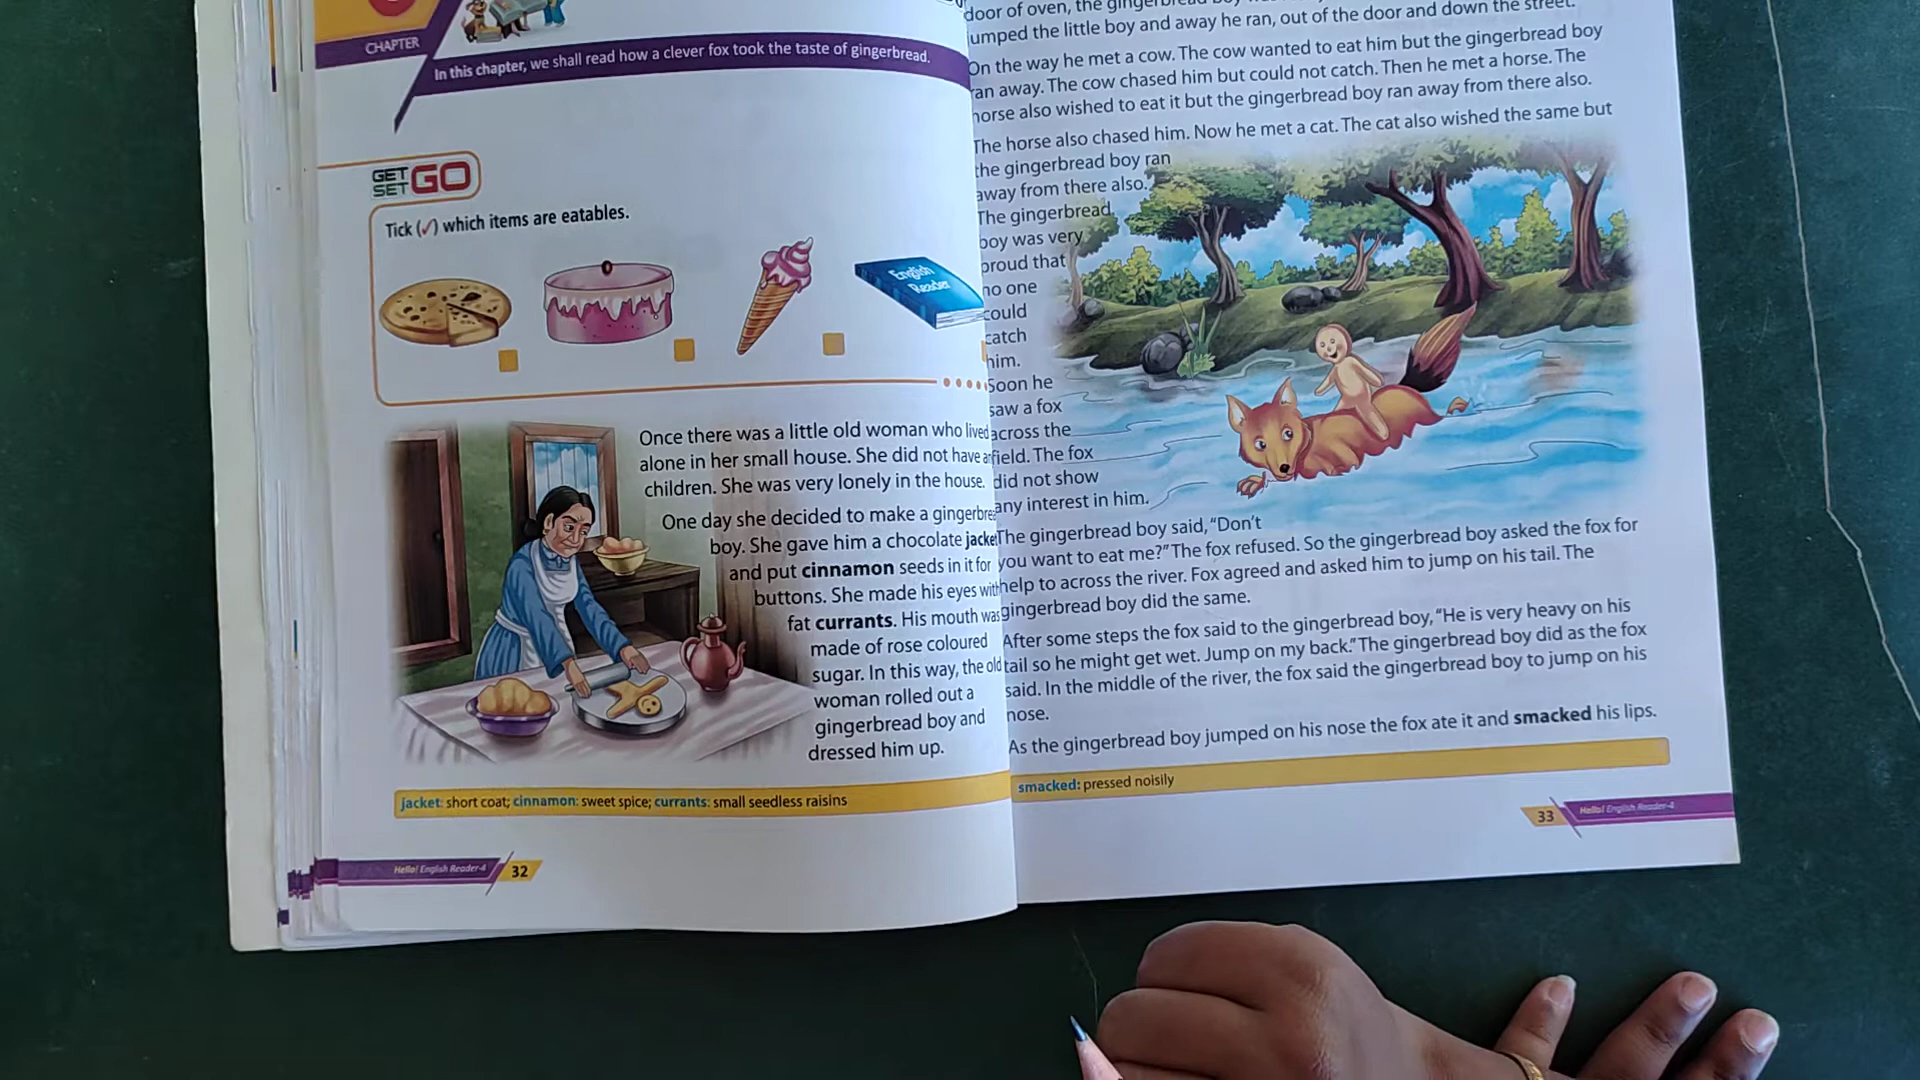 CHAPTER
In this chapter, we shall read how a clever fox took the taste of gingerbread.
GET SET GO
Tick (✓) which items are eatables.
English
Reader
Once there was a little old woman who lived
alone in her small house. She did not have
children. She was very lonely in the house.
One day she decided to make a
boy. She gave him a chocolate jacket
and put cinnamon seeds in it for
buttons. She made his eyes with
fat currants. His mouth was
made of rose coloured
sugar. In this way, the old
woman rolled out a
gingerbread boy and
dressed him up.
jacket: short coat; cinnamon: sweet spice; currants: small seedless raisins
Hello! English Reader-4 32
door of oven, the
jumped the little boy and away he ran, out of the door and down the street.
On the way he met a cow. The cow wanted to eat him but the gingerbread boy
ran away. The cow chased him but could not catch. Then he met a horse. The
horse also wished to eat it but the gingerbread boy ran away from there also.
The horse also chased him. Now he met a cat. The cat also wished the same but
the gingerbread boy ran
away from there also.
The gingerbread
boy was very
proud that
no one
could
catch
him.
Soon he
saw a fox
across the
field. The fox
did not show
any interest in him.
The gingerbread boy said, "Don't
you want to eat me?" The fox refused. So the gingerbread boy asked the fox for
help to across the river. Fox agreed and asked him to jump on his tail. The
gingerbread boy did the same.
After some steps the fox said to the gingerbread boy, "He is very heavy on his
tail so he might get wet. Jump on my back." The gingerbread boy did as the fox
said. In the middle of the river, the fox said the gingerbread boy to jump on his
nose.
As the gingerbread boy jumped on his nose the fox ate it and smacked his lips.
smacked: pressed noisily
33 Hello! English Reader-4